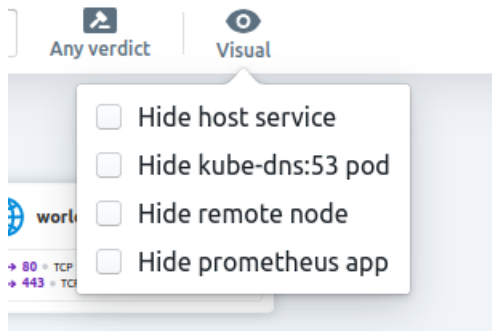 Any verdict
Visual
Hide host service
Hide kube-dns:53 pod
Hide remote node
Hide prometheus app
80 TCP
443